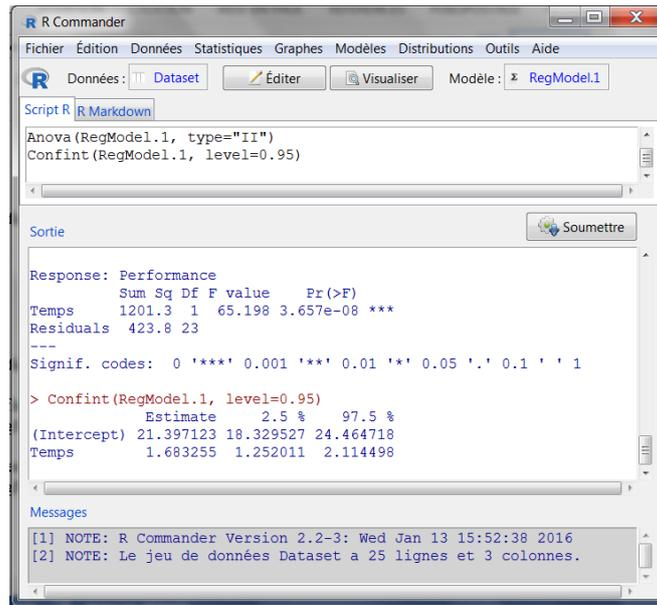 R Commander
Fichier Édition Données Statistiques Graphes Modèles Distributions Outils Aide
R Données : Dataset Éditer Visualiser Modèle : Σ RegModel.1
Script R R Markdown
Anova(RegModel.1, type="II")
Confint(RegModel.1, level=0.95)
Sortie Soumettre
Response: Performance
Sum Sq Df F value Pr(>F)
Temps 1201.3 1 65.198 3.657e-08 ***
Residuals 423.8 23
---
Signif. codes: 0 '***' 0.001 '**' 0.01 '*' 0.05 '.' 0.1 ' ' 1
> Confint(RegModel.1, level=0.95)
Estimate 2.5 % 97.5 %
(Intercept) 21.397123 18.329527 24.464718
Temps 1.683255 1.252011 2.114498
Messages
[1] NOTE: R Commander Version 2.2-3: Wed Jan 13 15:52:38 2016
[2] NOTE: Le jeu de données Dataset a 25 lignes et 3 colonnes.